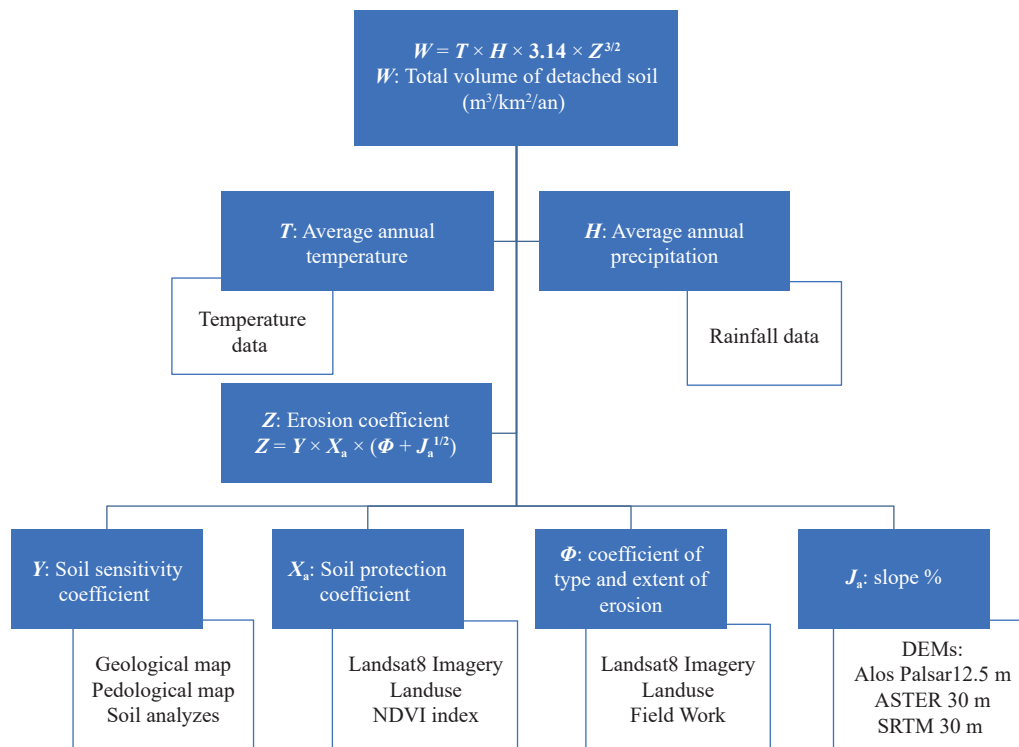 W = T × H × 3.14 × Z^3/2
W: Total volume of detached soil
(m³/km²/an)
T: Average annual
temperature
H: Average annual
precipitation
Temperature
data
Rainfall data
Z: Erosion coefficient
Z = Y × Xₐ × (Φ + Jₐ^1/2)
Y: Soil sensitivity
coefficient
Xₐ: Soil protection
coefficient
Φ: coefficient of
type and extent of
erosion
Jₐ: slope %
Geological map
Pedological map
Soil analyzes
Landsat8 Imagery
Landuse
NDVI index
Landsat8 Imagery
Landuse
Field Work
DEMs:
Alos Palsar12.5 m
ASTER 30 m
SRTM 30 m